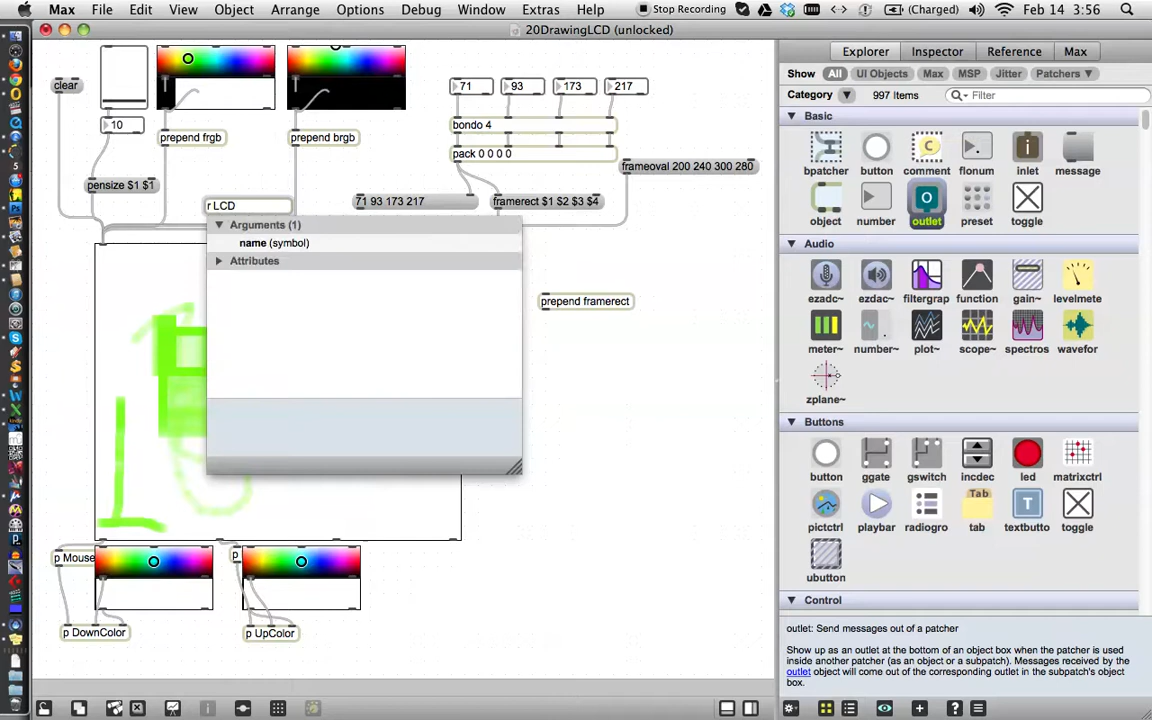 Max File Edit View Object Arrange Options Debug Window Extras Help Stop Recording (Charged) Feb 14 3:56
20DrawingLCD (unlocked)
clear
10
prepend frgb
prepend brgb
71 93 173 217
bondo 4
pack 0 0 0 0
frameoval 200 240 300 280
pensize $1 $1
r LCD
71 93 173 217
framerect $1 $2 $3 $4
Arguments (1)
name (symbol)
Attributes
prepend framerect
p Mouse
p
p DownColor
p UpColor
Explorer Inspector Reference Max
Show All UI Objects Max MSP Jitter Patchers
Category 997 Items Filter
Basic
bpatcher button comment flonum inlet message
object number outlet preset toggle
Audio
ezadc~ ezdac~ filtergrap function gain~ levelmete
meter~ number~ plot~ scope~ spectros wavefor
zplane~
Buttons
button ggate gswitch incdec led matrixctrl
Tab
pictctrl playbar radiogro tab textbutto toggle
ubutton
Control
outlet: Send messages out of a patcher
Show up as an outlet at the bottom of an object box when the patcher is used
inside another patcher (as an object or a subpatch). Messages received by the
outlet object will come out of the corresponding outlet in the subpatch's object
box.